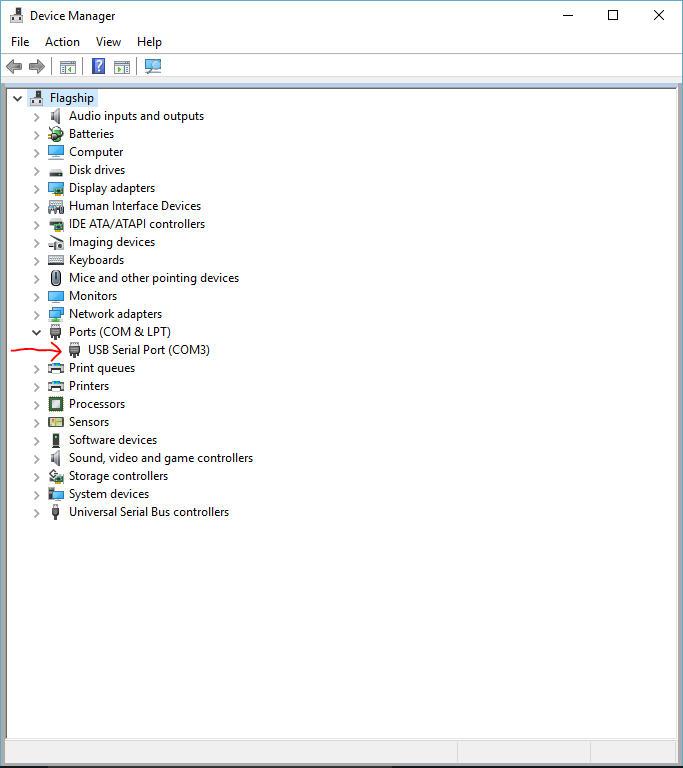 Device Manager
File Action View Help
Flagship
Audio inputs and outputs
Batteries
Computer
Disk drives
Display adapters
Human Interface Devices
IDE ATA/ATAPI controllers
Imaging devices
Keyboards
Mice and other pointing devices
Monitors
Network adapters
Ports (COM & LPT)
USB Serial Port (COM3)
Print queues
Printers
Processors
Sensors
Software devices
Sound, video and game controllers
Storage controllers
System devices
Universal Serial Bus controllers